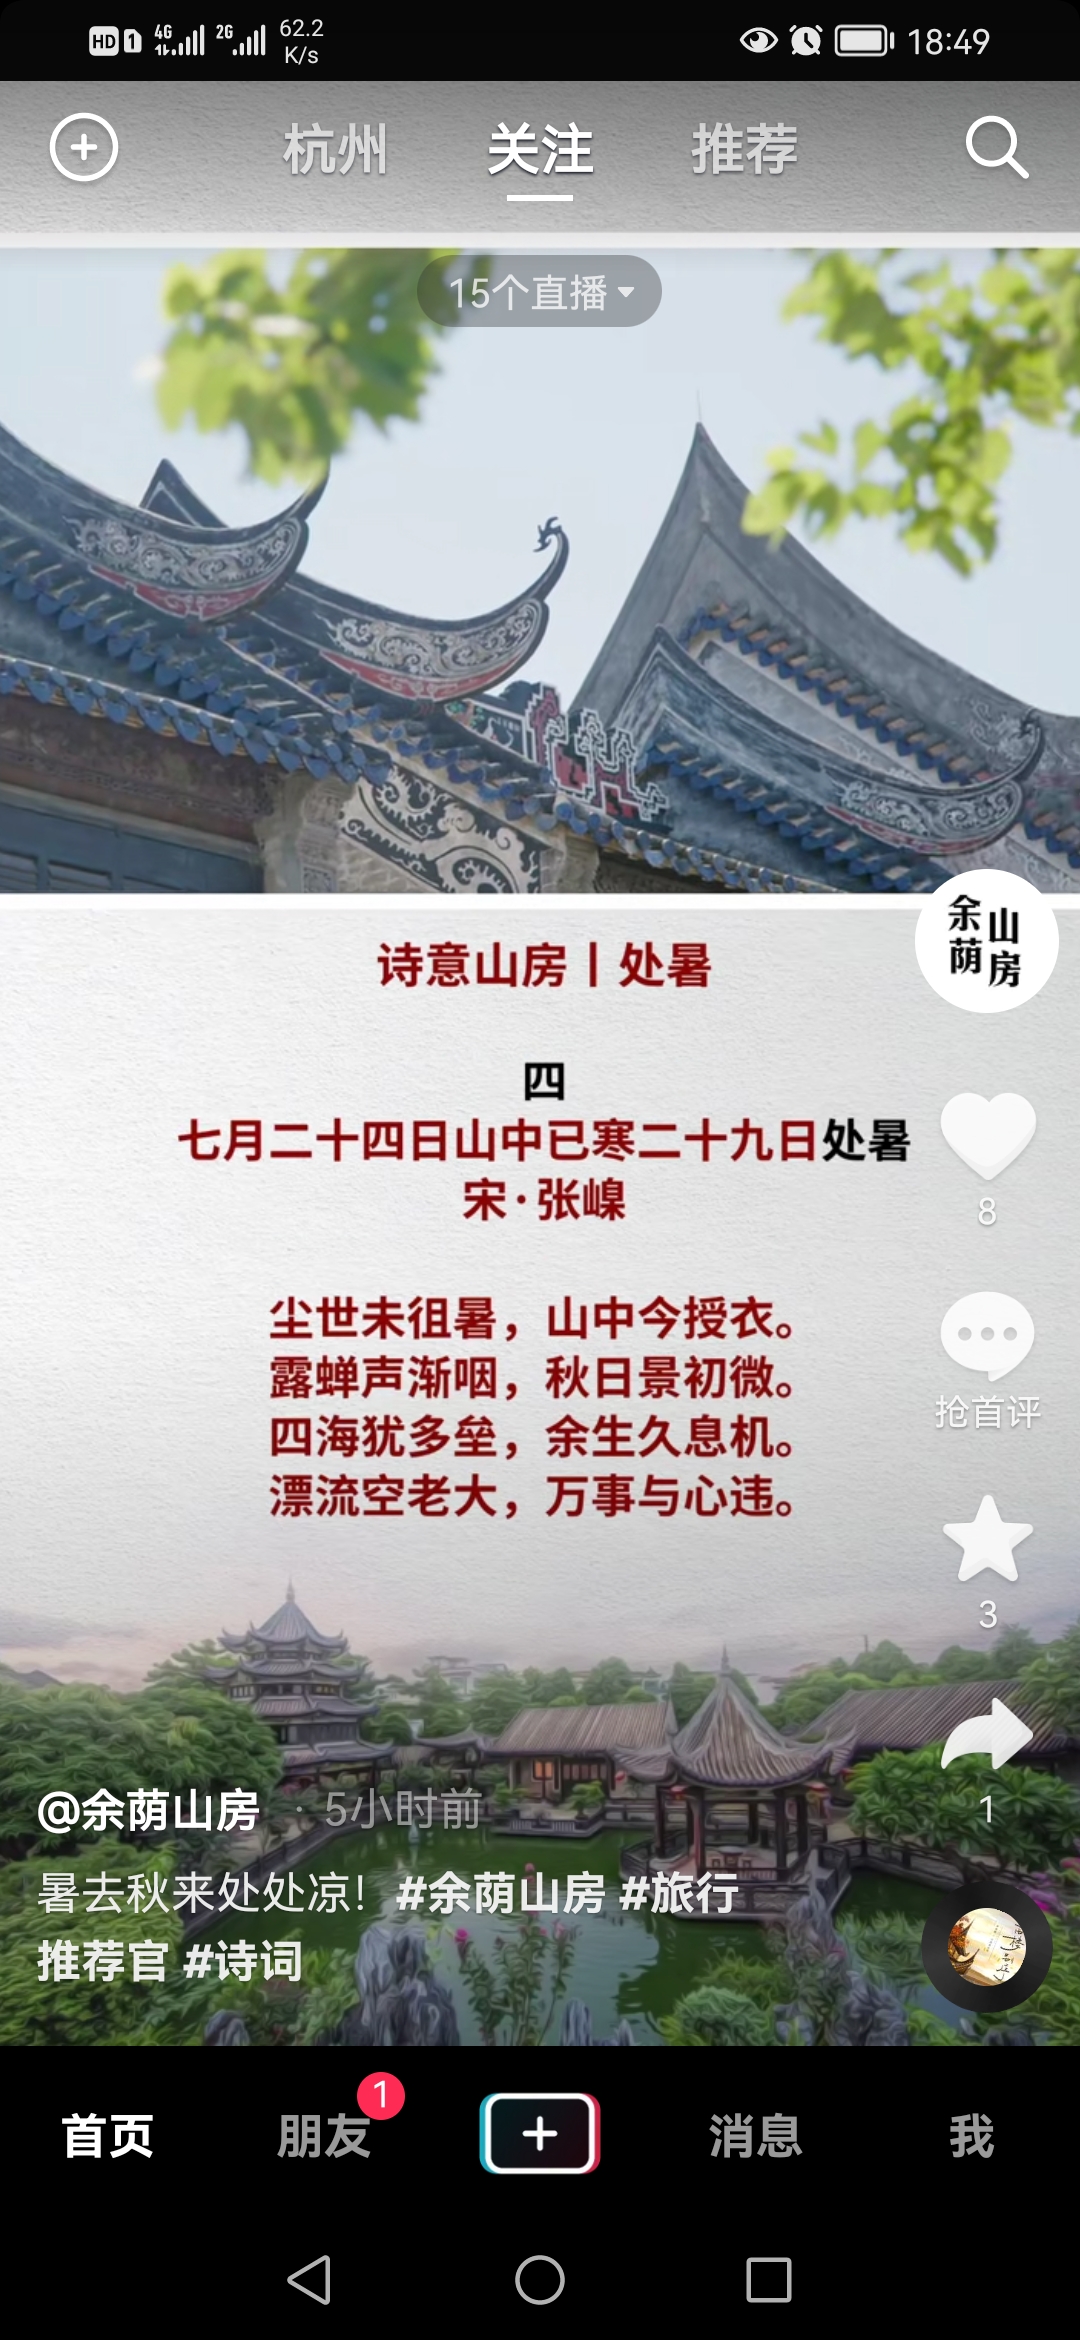 HD 1 4G 2G 62.2 K/s 18:49
杭州 关注 推荐
15个直播
余荫
山房
诗意山房丨处暑
四
七月二十四日山中已寒二十九日处暑
宋·张嵲
尘世未徂暑，山中今授衣。
露蝉声渐咽，秋日景初微。
四海犹多垒，余生久息机。
漂流空老大，万事与心违。
8
抢首评
3
1
@余荫山房 · 5小时前
暑去秋来处处凉！#余荫山房 #旅行
推荐官 #诗词
首页 朋友 1 消息 我